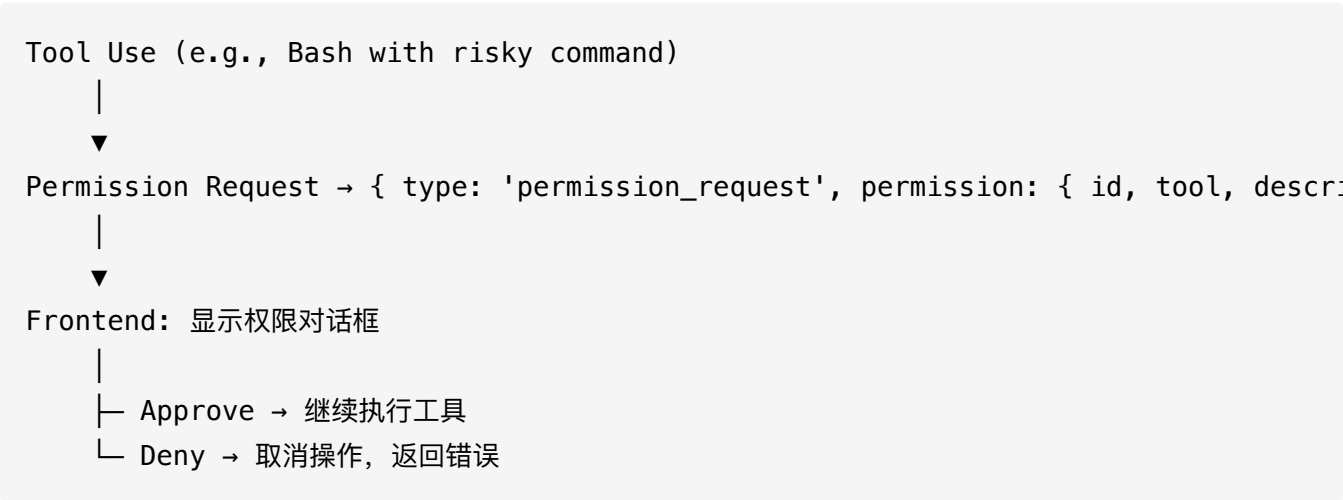 Tool Use (e.g., Bash with risky command)
│
▼
Permission Request → { type: 'permission_request', permission: { id, tool, descri
│
▼
Frontend: 显示权限对话框
│
├─ Approve → 继续执行工具
└─ Deny → 取消操作，返回错误